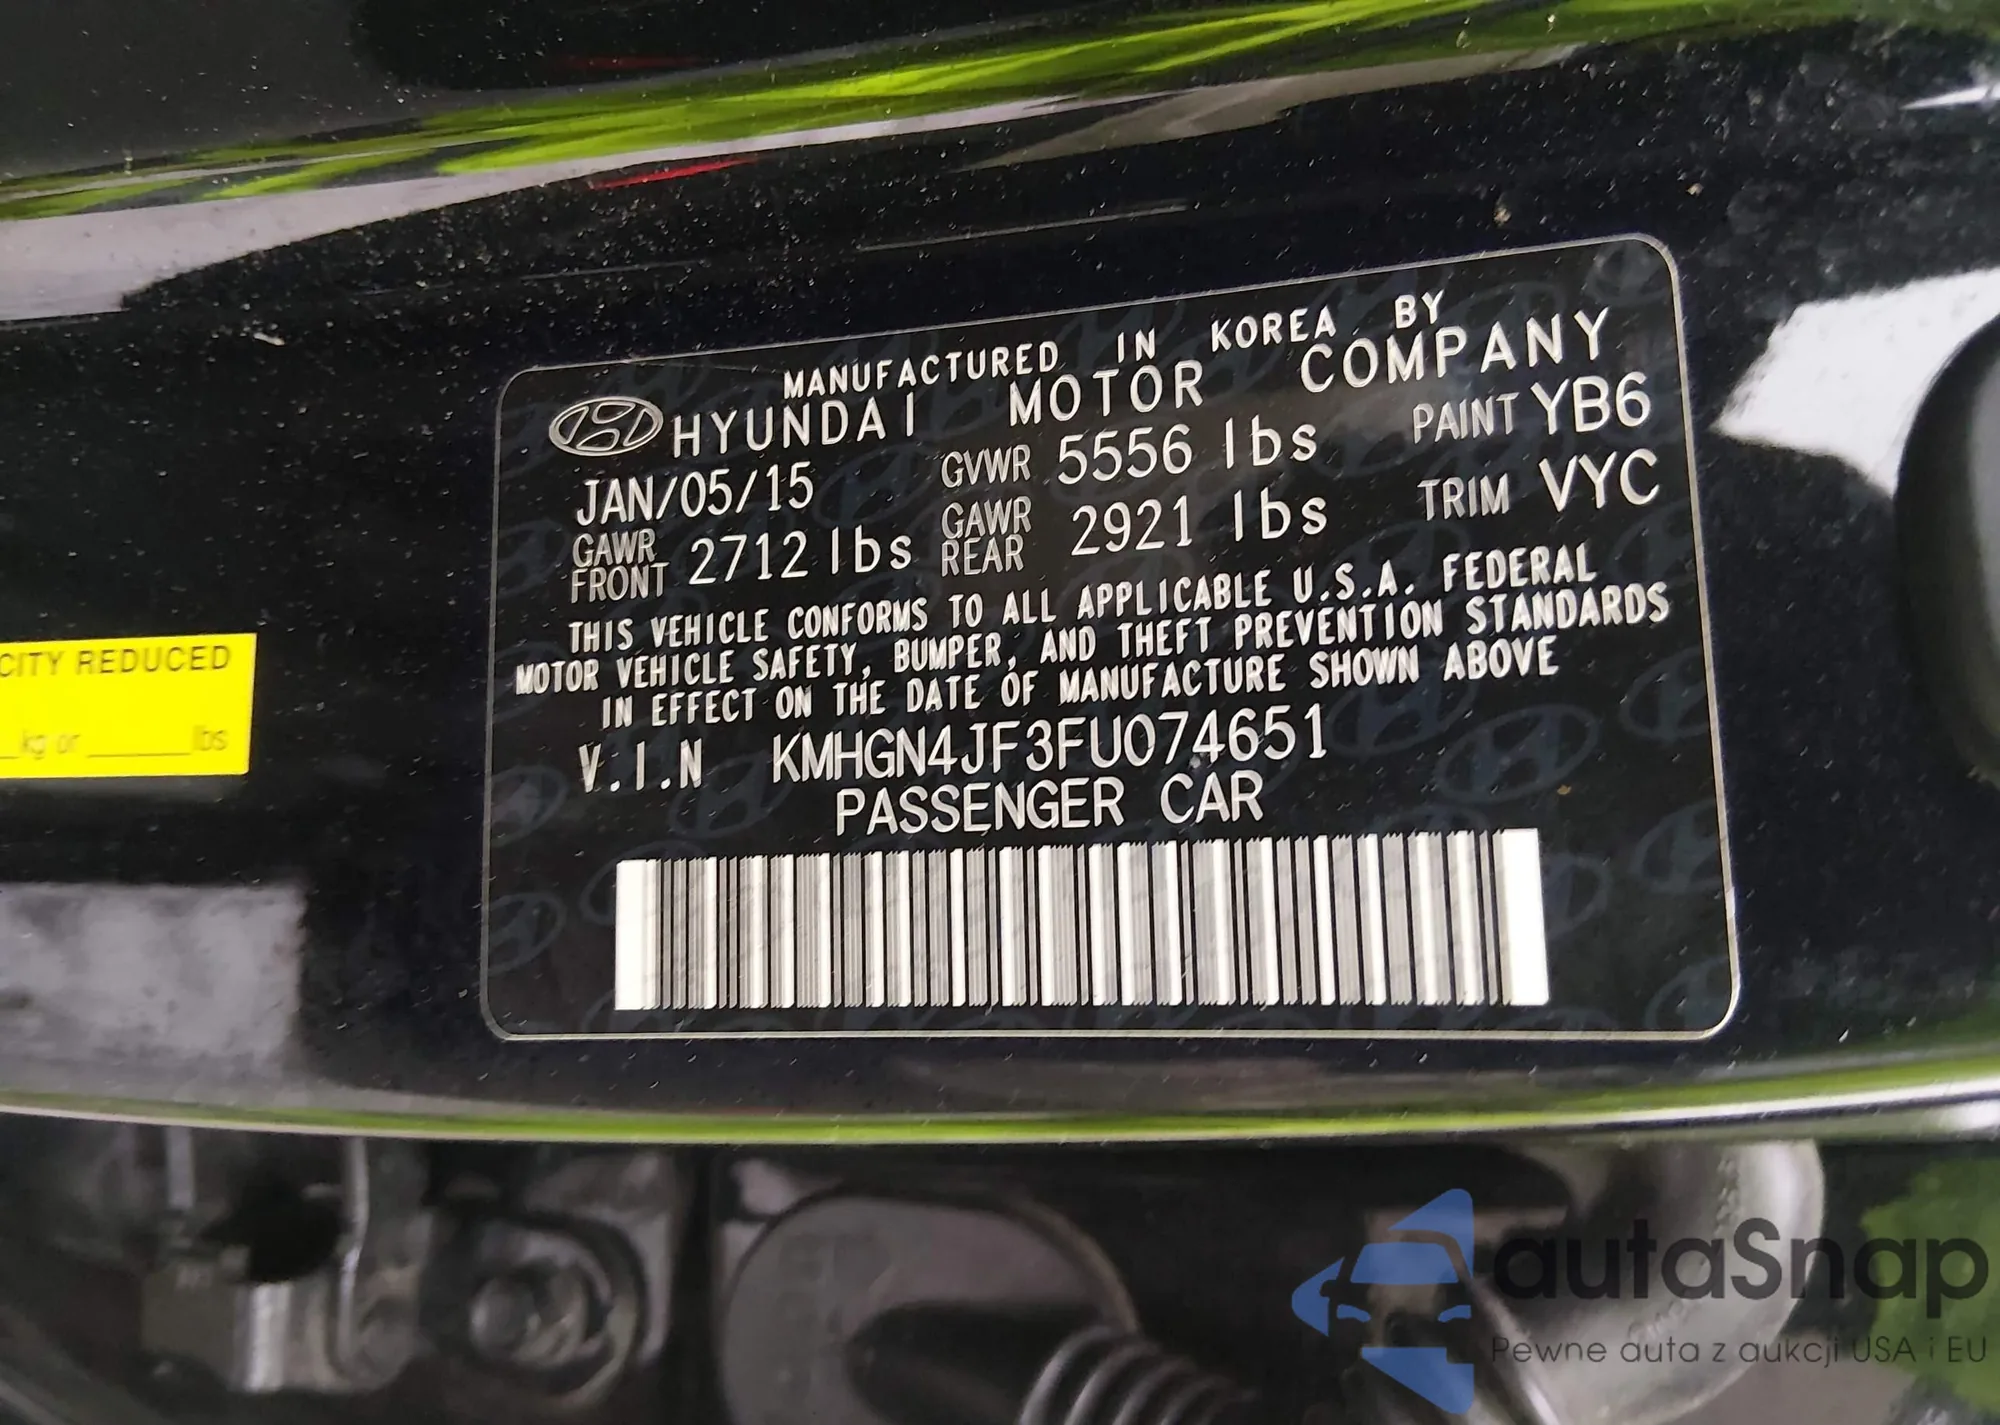 MANUFACTURED IN KOREA BY
HYUNDAI MOTOR COMPANY
JAN/05/15 GVWR 5556 lbs PAINT YB6
GAWR FRONT 2712 lbs GAWR REAR 2921 lbs TRIM VYC
THIS VEHICLE CONFORMS TO ALL APPLICABLE U.S.A. FEDERAL
MOTOR VEHICLE SAFETY, BUMPER, AND THEFT PREVENTION STANDARDS
IN EFFECT ON THE DATE OF MANUFACTURE SHOWN ABOVE
V.I.N KMHGN4JF3FU074651
PASSENGER CAR
CITY REDUCED
kg or lbs
autaSnap
Pewne auta z aukcji USA i EU